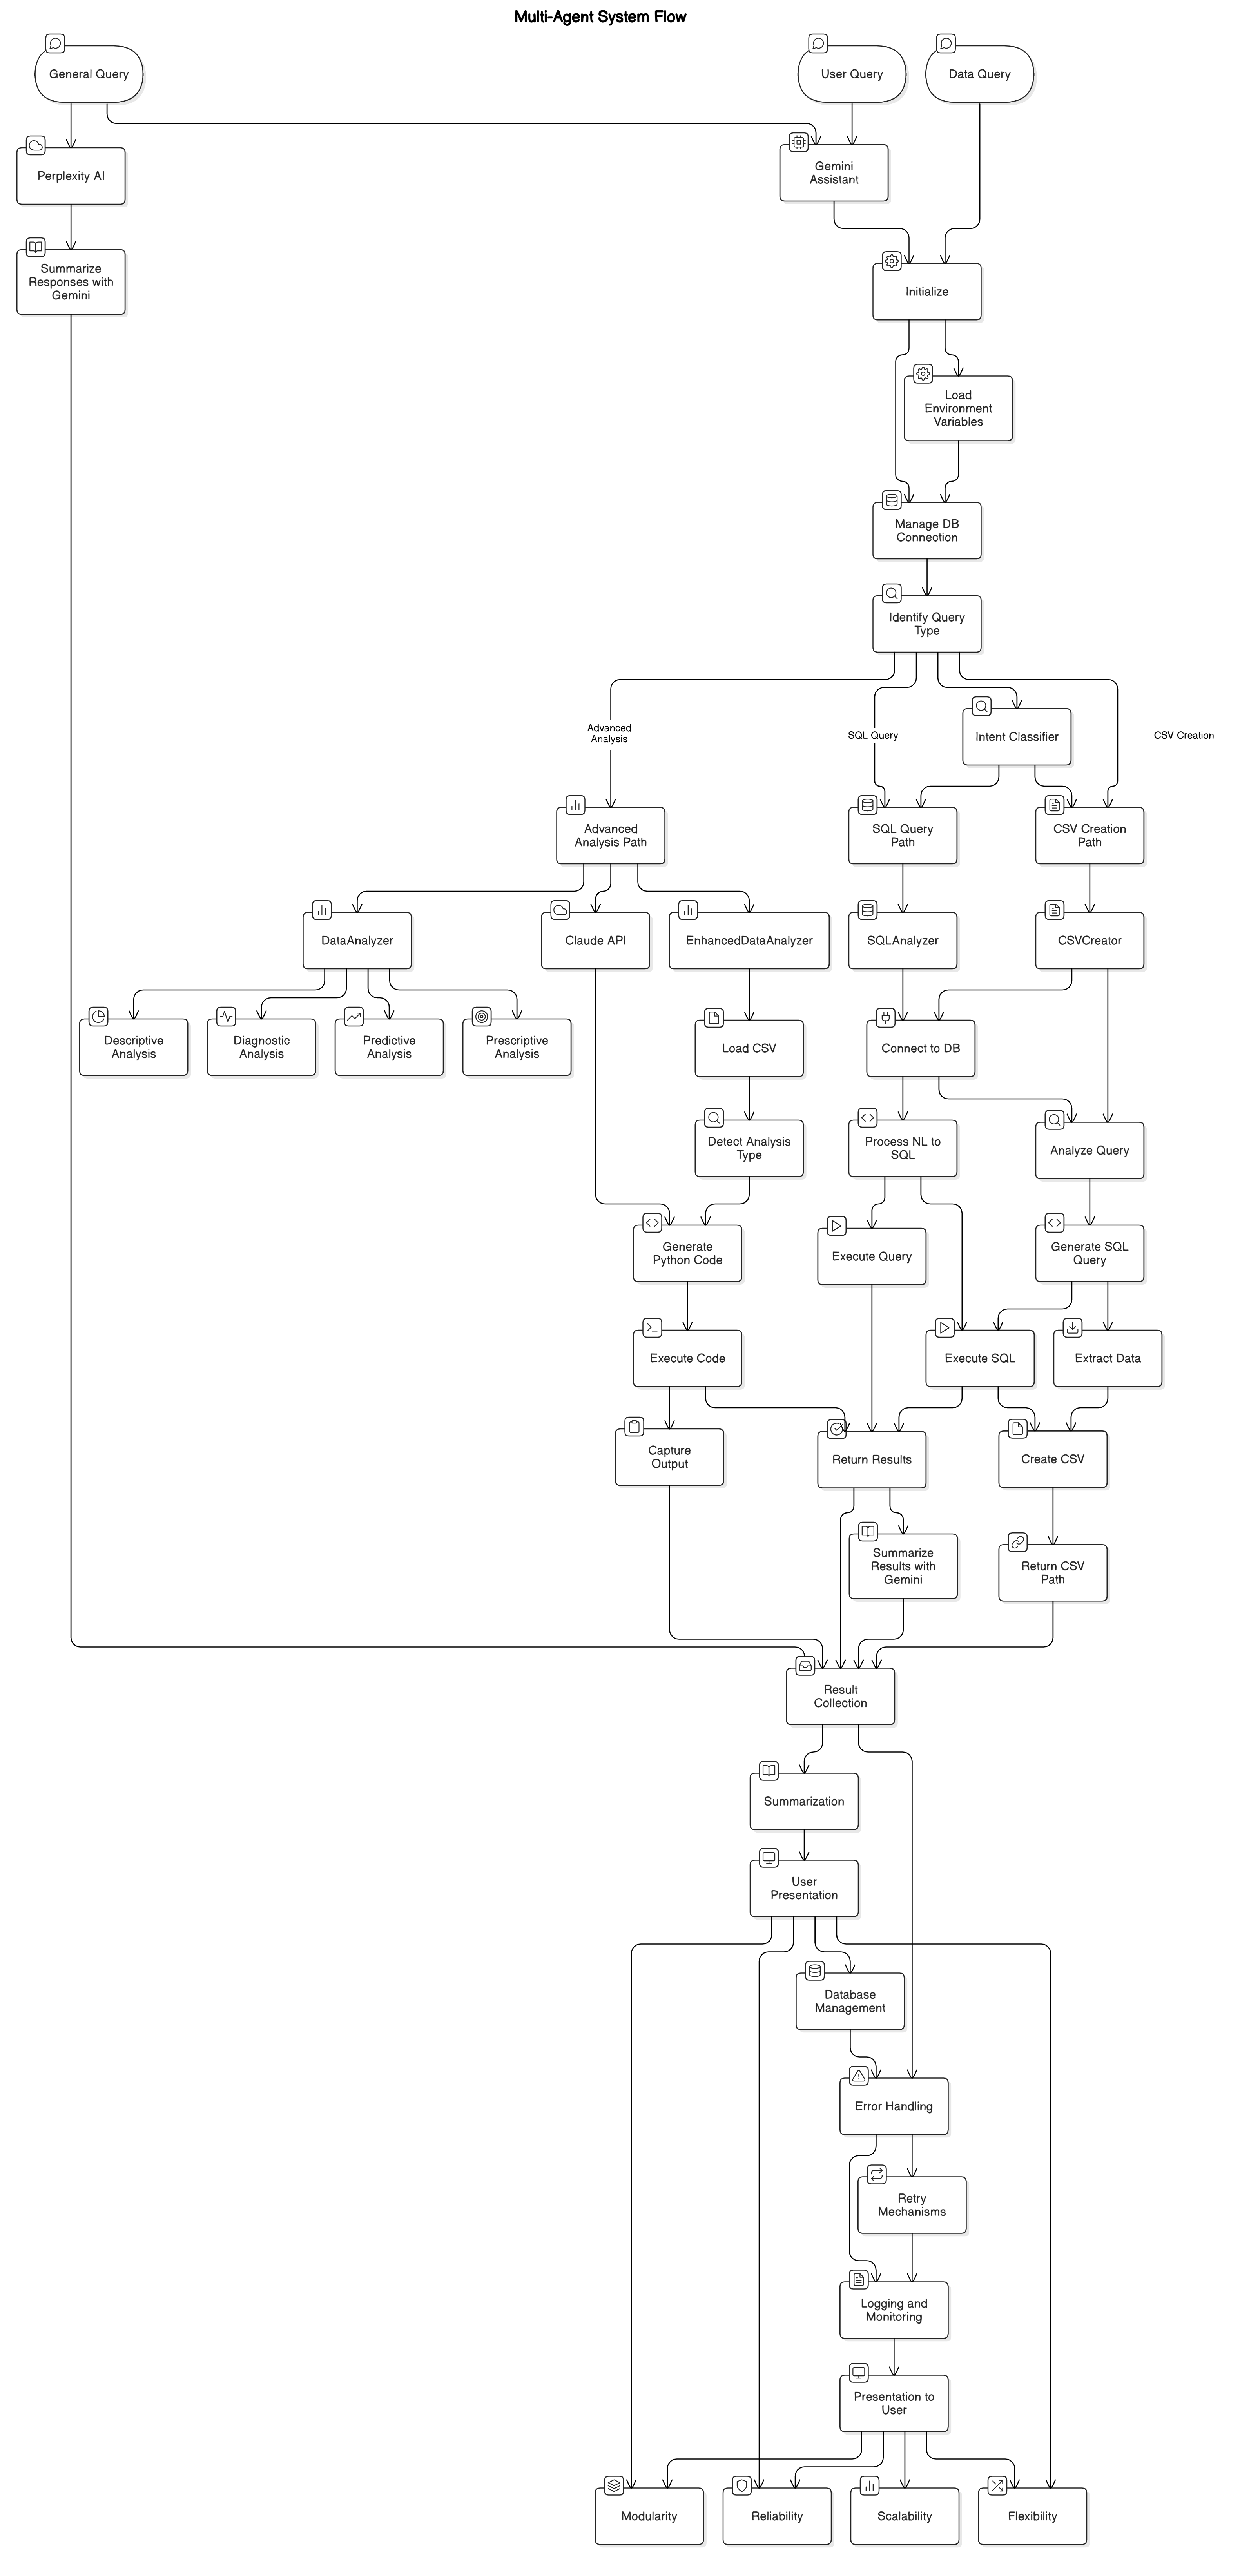 Multi-Agent System Flow
General Query
User Query
Data Query
Perplexity AI
Gemini
Assistant
Summarize
Responses with
Gemini
Initialize
Load
Environment
Variables
Manage DB
Connection
Identify Query
Type
Advanced
Analysis
SQL Query
Intent Classifier
CSV Creation
Advanced
Analysis Path
SQL Query
Path
CSV Creation
Path
DataAnalyzer
Claude API
EnhancedDataAnalyzer
SQLAnalyzer
CSVCreator
Descriptive
Analysis
Diagnostic
Analysis
Predictive
Analysis
Prescriptive
Analysis
Load CSV
Connect to DB
Detect Analysis
Type
Process NL to
SQL
Analyze Query
Generate
Python Code
Execute Query
Generate SQL
Query
Execute Code
Execute SQL
Extract Data
Capture
Output
Return Results
Create CSV
Summarize
Results with
Gemini
Return CSV
Path
Result
Collection
Summarization
User
Presentation
Database
Management
Error Handling
Retry
Mechanisms
Logging and
Monitoring
Presentation to
User
Modularity
Reliability
Scalability
Flexibility